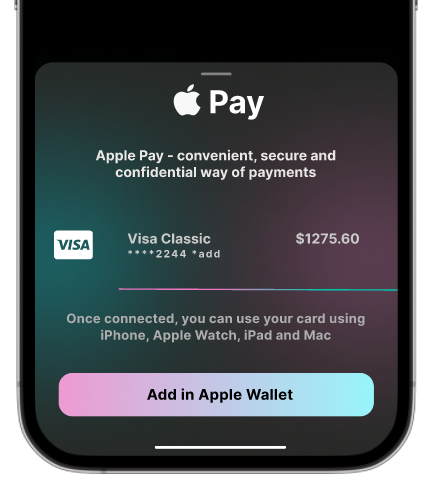 Pay
Apple Pay - convenient, secure and
confidential way of payments
VISA
Visa Classic $1275.60
****2244 *add
Once connected, you can use your card using
iPhone, Apple Watch, iPad and Mac
Add in Apple Wallet